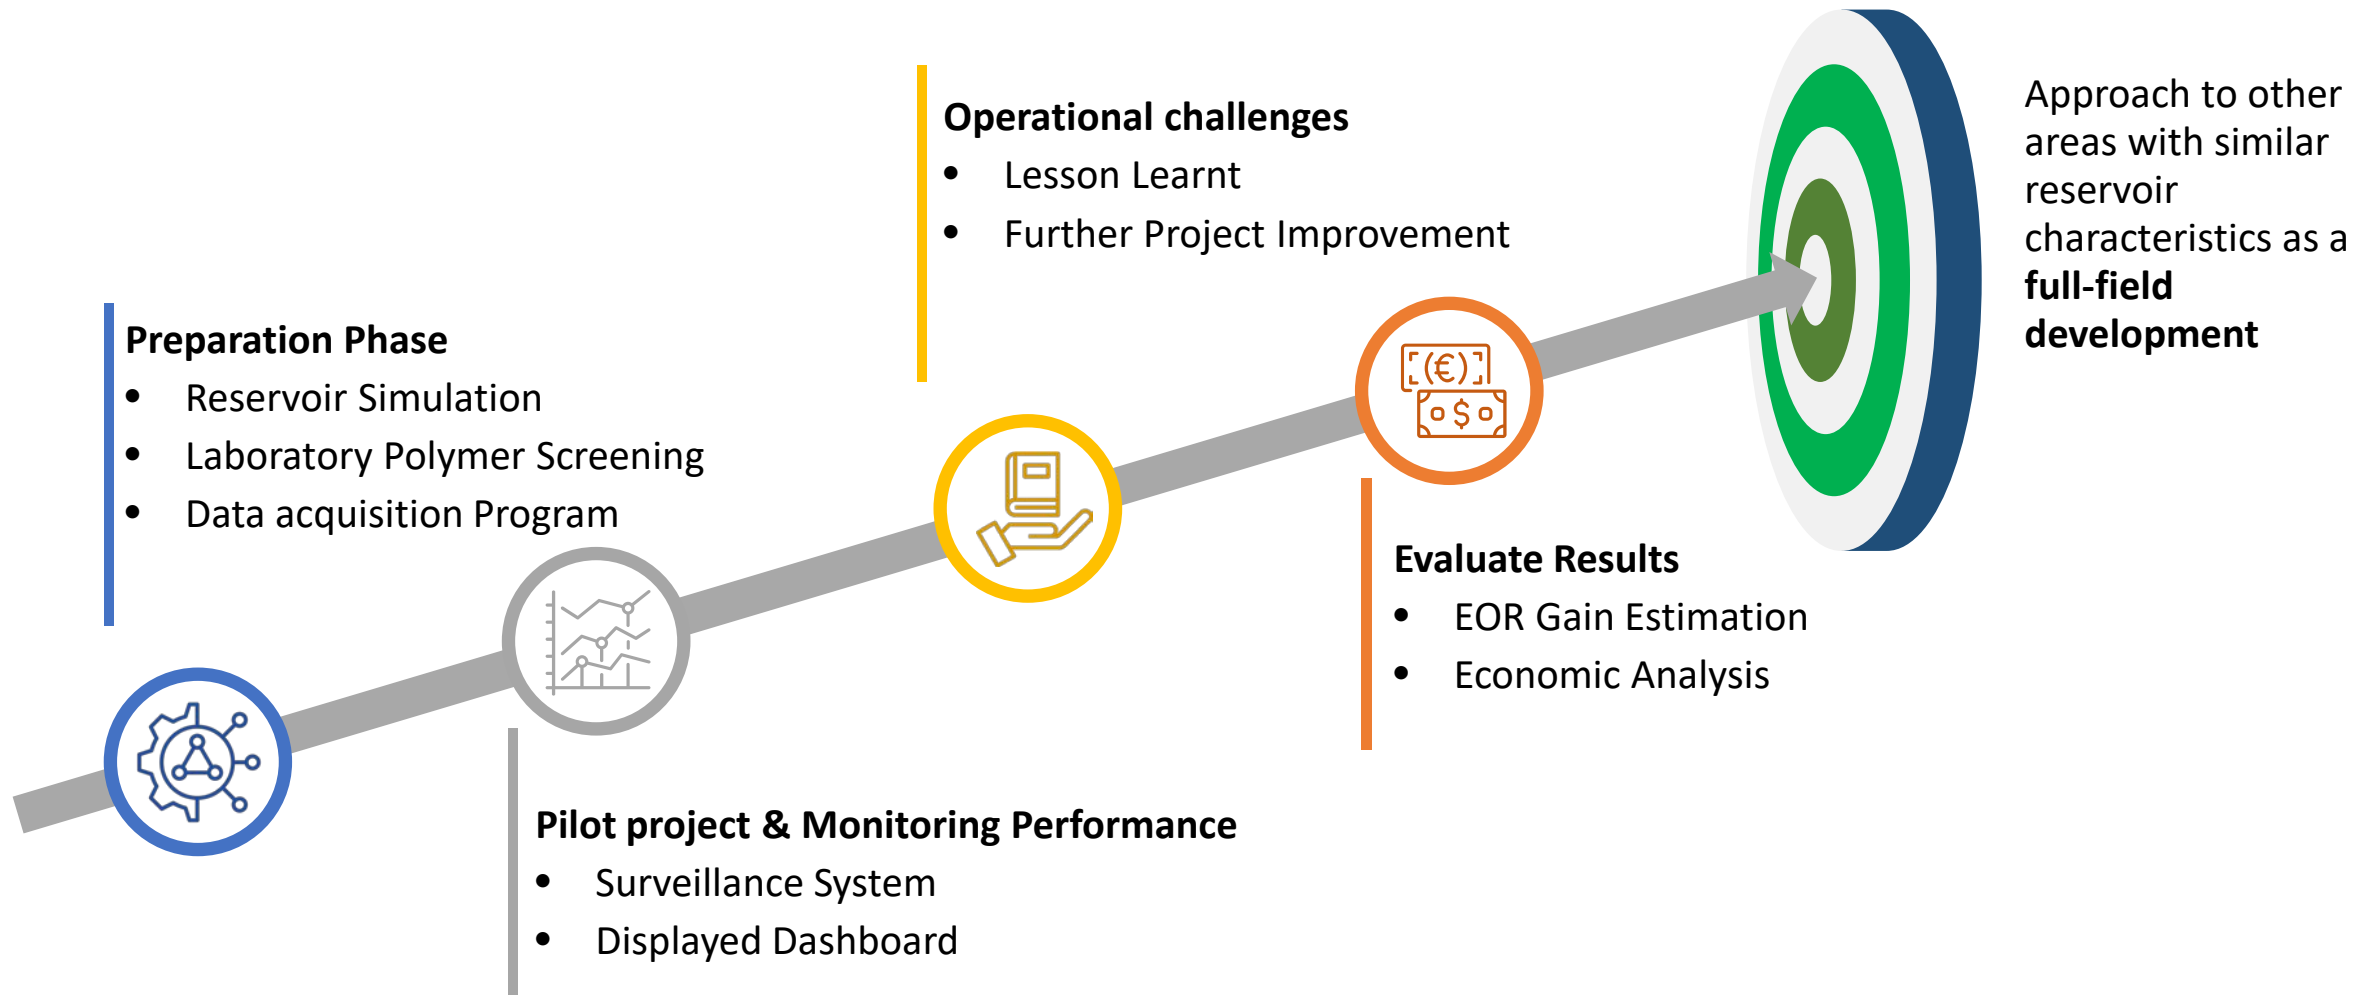 Preparation Phase
• Reservoir Simulation
• Laboratory Polymer Screening
• Data acquisition Program
Pilot project & Monitoring Performance
• Surveillance System
• Displayed Dashboard
Operational challenges
• Lesson Learnt
• Further Project Improvement
(€)
$
Evaluate Results
• EOR Gain Estimation
• Economic Analysis
Approach to other
areas with similar
reservoir
characteristics as a
full-field
development